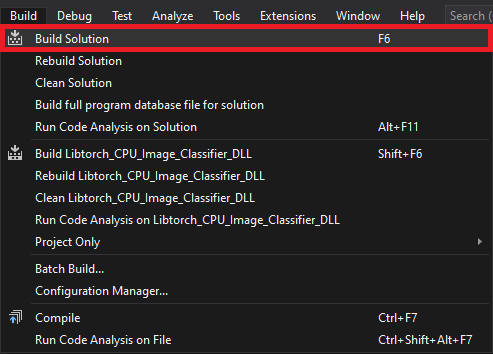 Build Debug Test Analyze Tools Extensions Window Help Search (
Build Solution F6
Rebuild Solution
Clean Solution
Build full program database file for solution
Run Code Analysis on Solution Alt+F11
Build Libtorch_CPU_Image_Classifier_DLL Shift+F6
Rebuild Libtorch_CPU_Image_Classifier_DLL
Clean Libtorch_CPU_Image_Classifier_DLL
Run Code Analysis on Libtorch_CPU_Image_Classifier_DLL
Project Only
Batch Build...
Configuration Manager...
Compile Ctrl+F7
Run Code Analysis on File Ctrl+Shift+Alt+F7